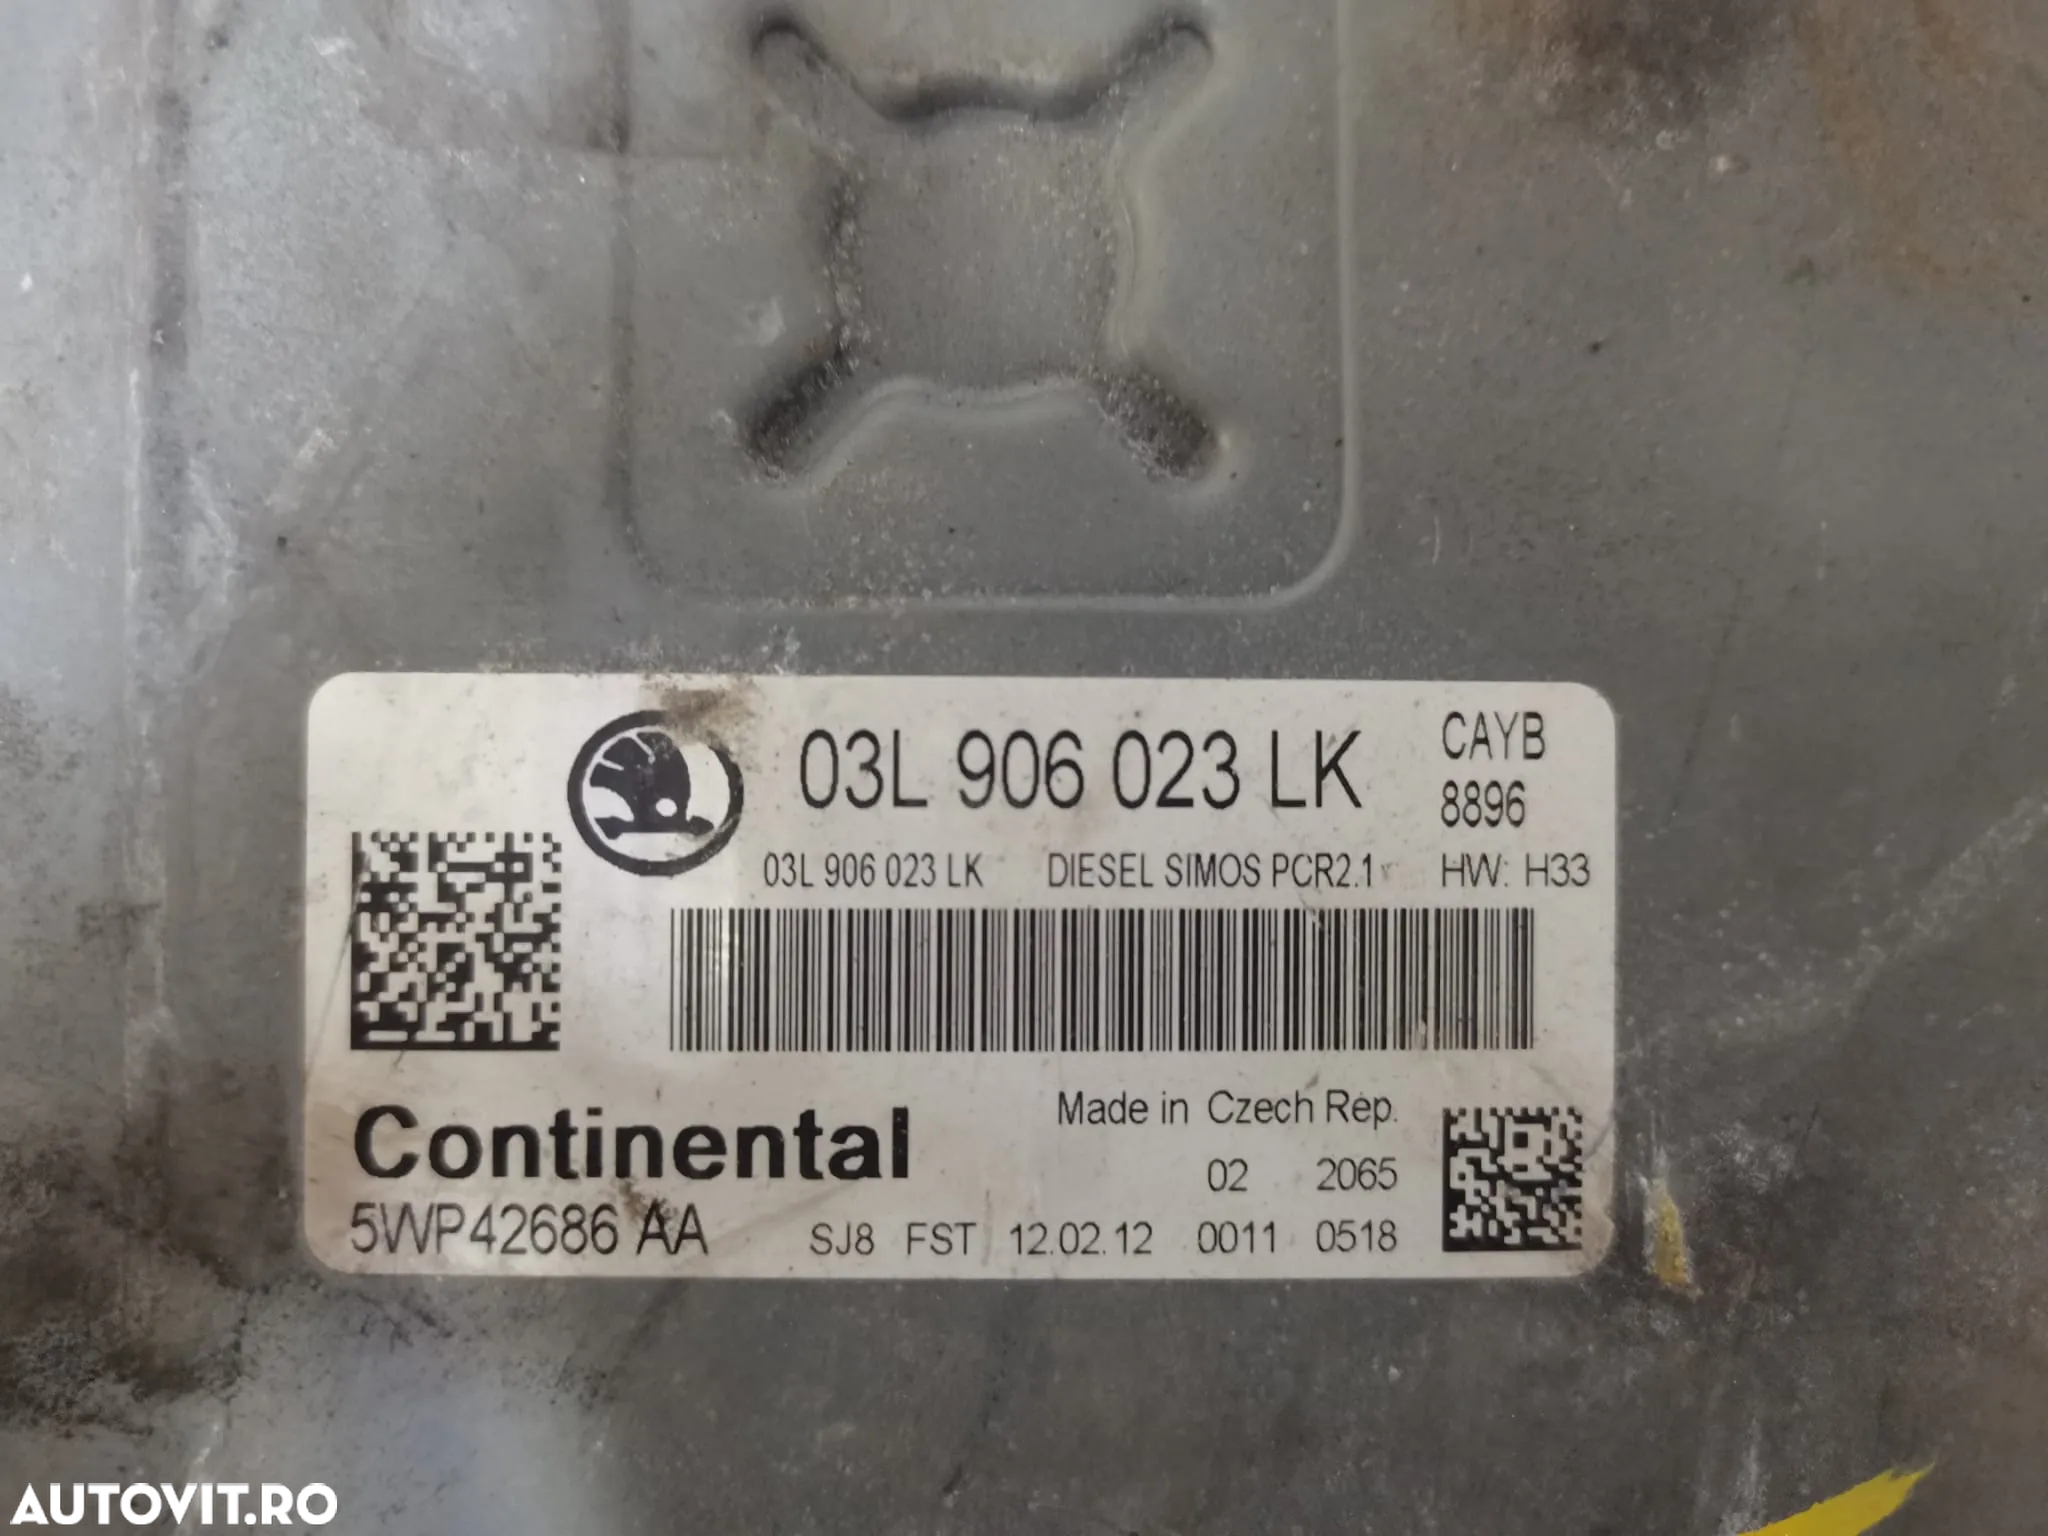 03L 906 023 LK CAYB
8896
03L 906 023 LK DIESEL SIMOS PCR2.1 HW: H33
Continental
Made in Czech Rep.
02 2065
5WP42686 AA SJ8 FST 12.02.12 0011 0518
AUTOVIT.RO